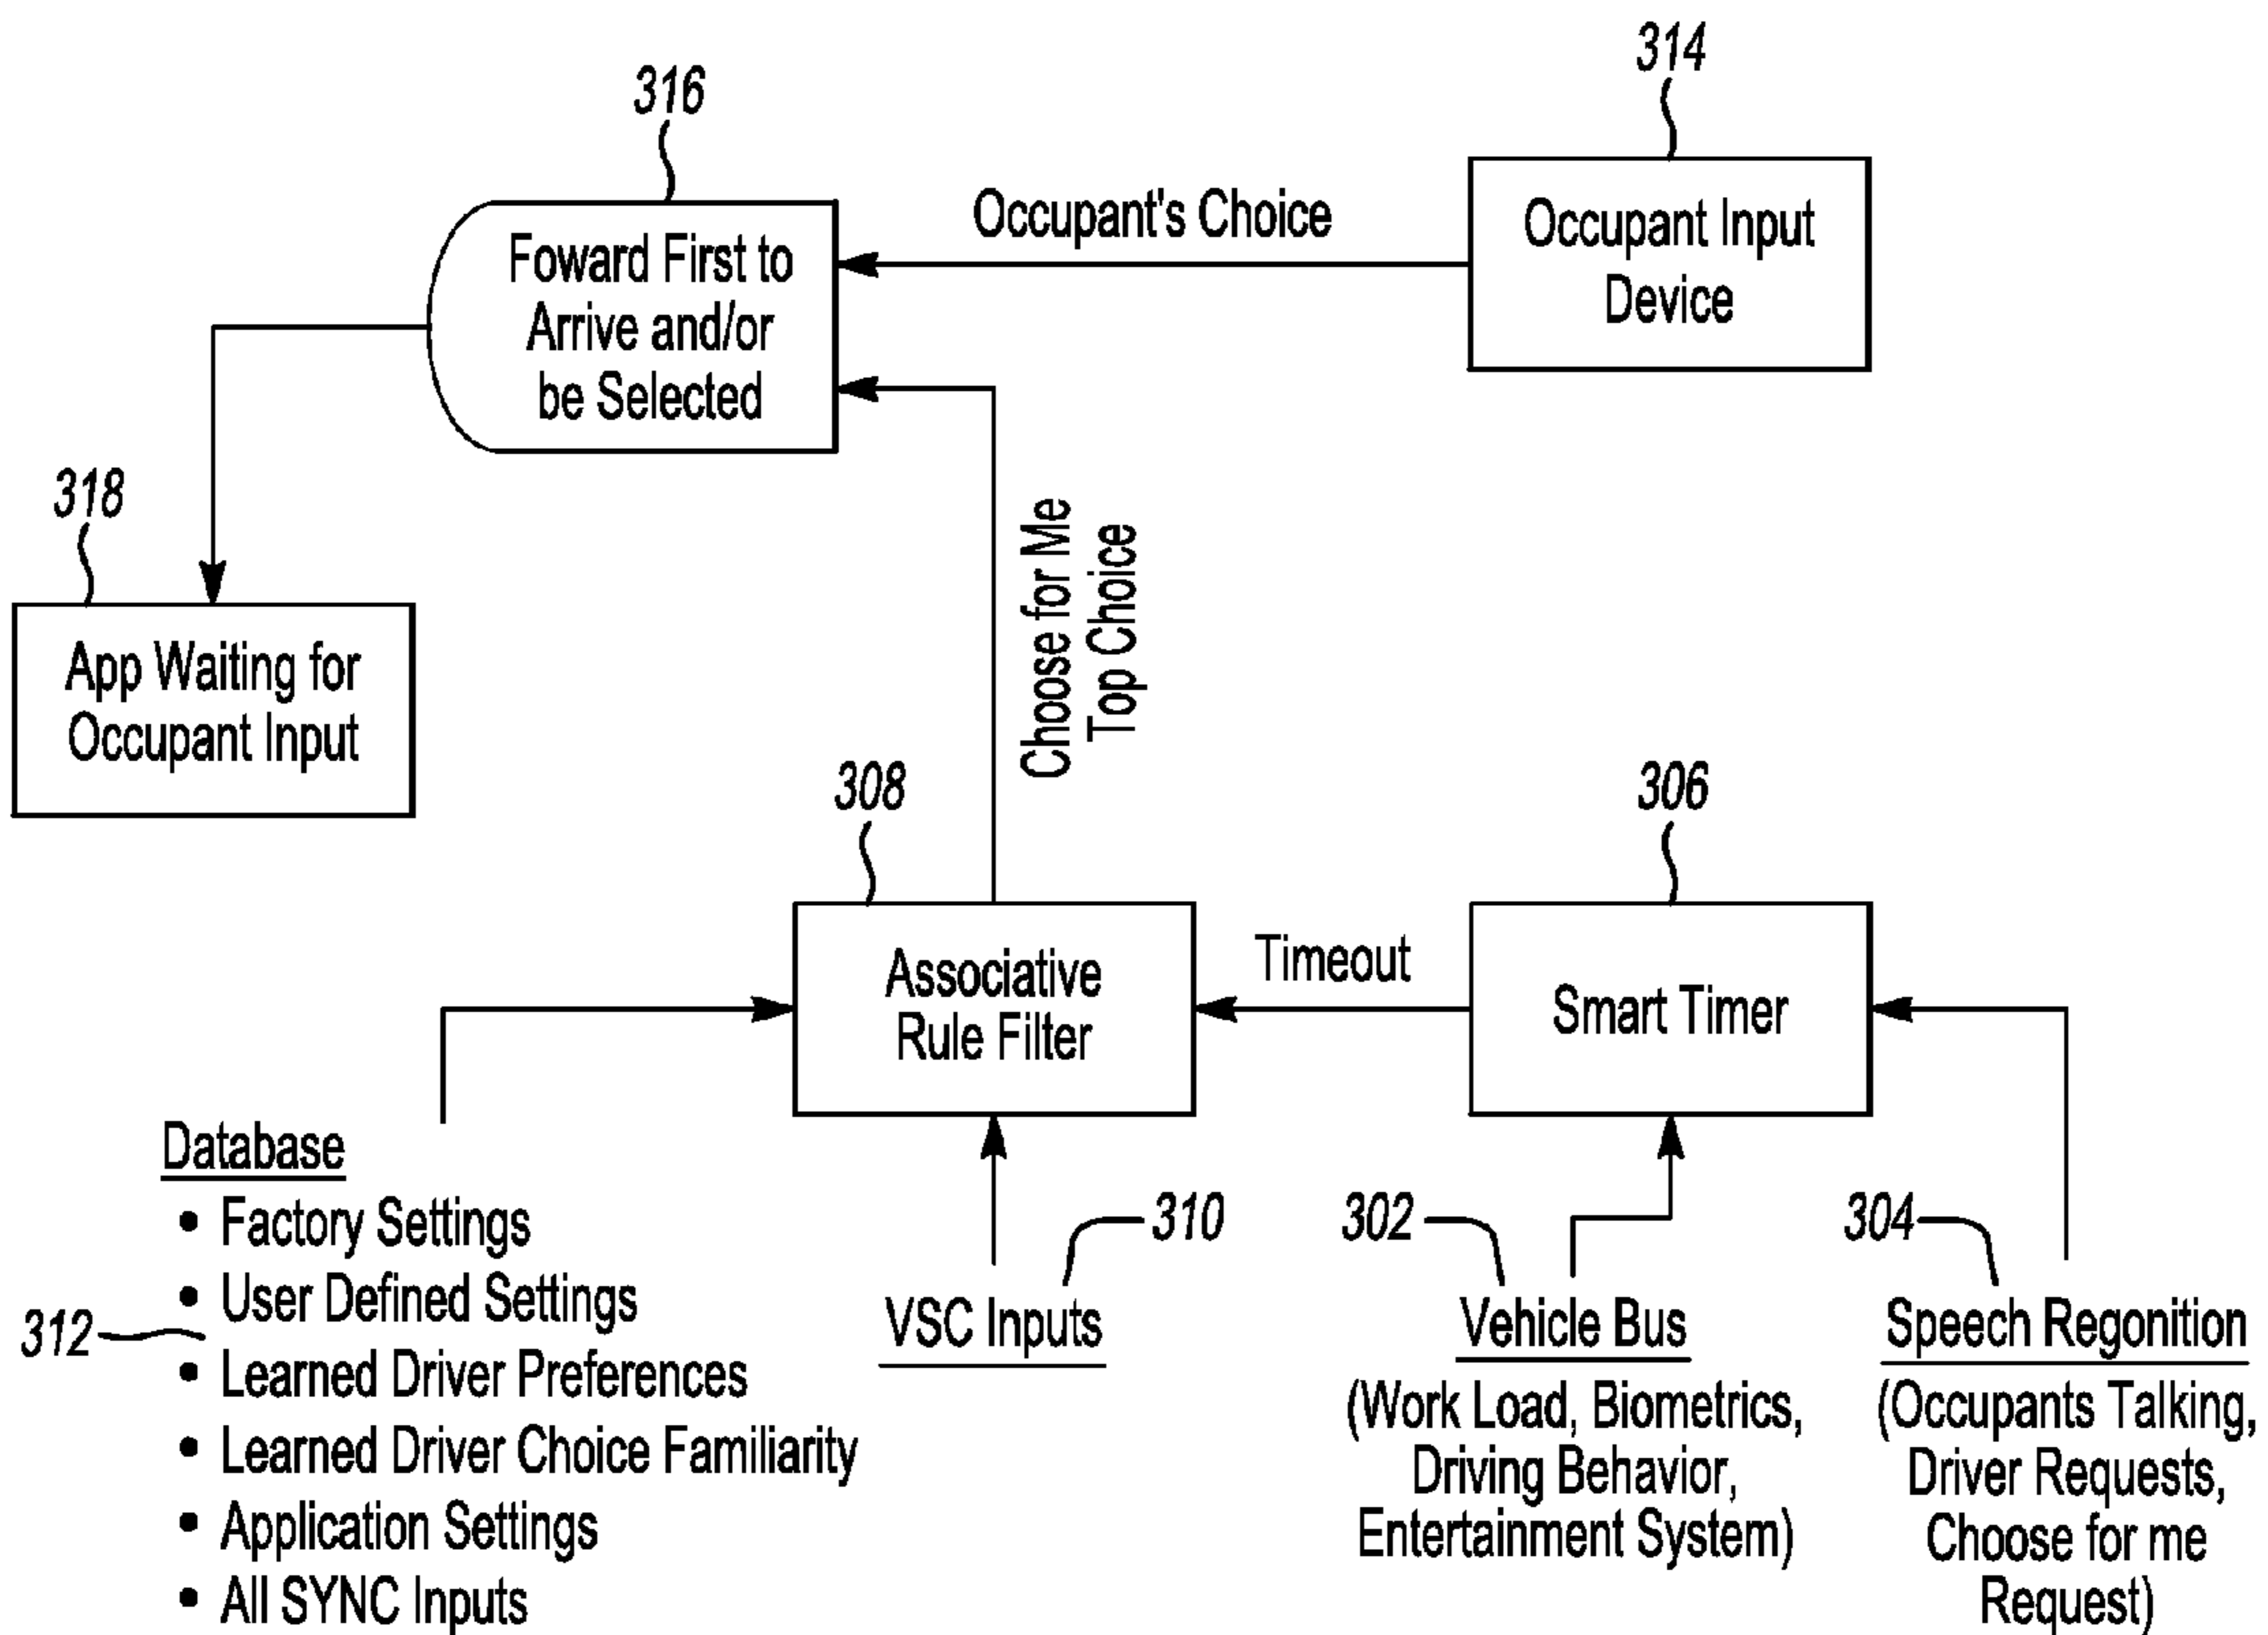 314
316
Occupant's Choice
Occupant Input
Device
Foward First to
Arrive and/or
be Selected
318
App Waiting for
Occupant Input
Choose for Me
Top Choice
308
306
Associative
Rule Filter
Timeout
Smart Timer
Database
• Factory Settings
• User Defined Settings
• Learned Driver Preferences
• Learned Driver Choice Familiarity
• Application Settings
• All SYNC Inputs
312
310
VSC Inputs
302
Vehicle Bus
(Work Load, Biometrics,
Driving Behavior,
Entertainment System)
304
Speech Regonition
(Occupants Talking,
Driver Requests,
Choose for me
Request)